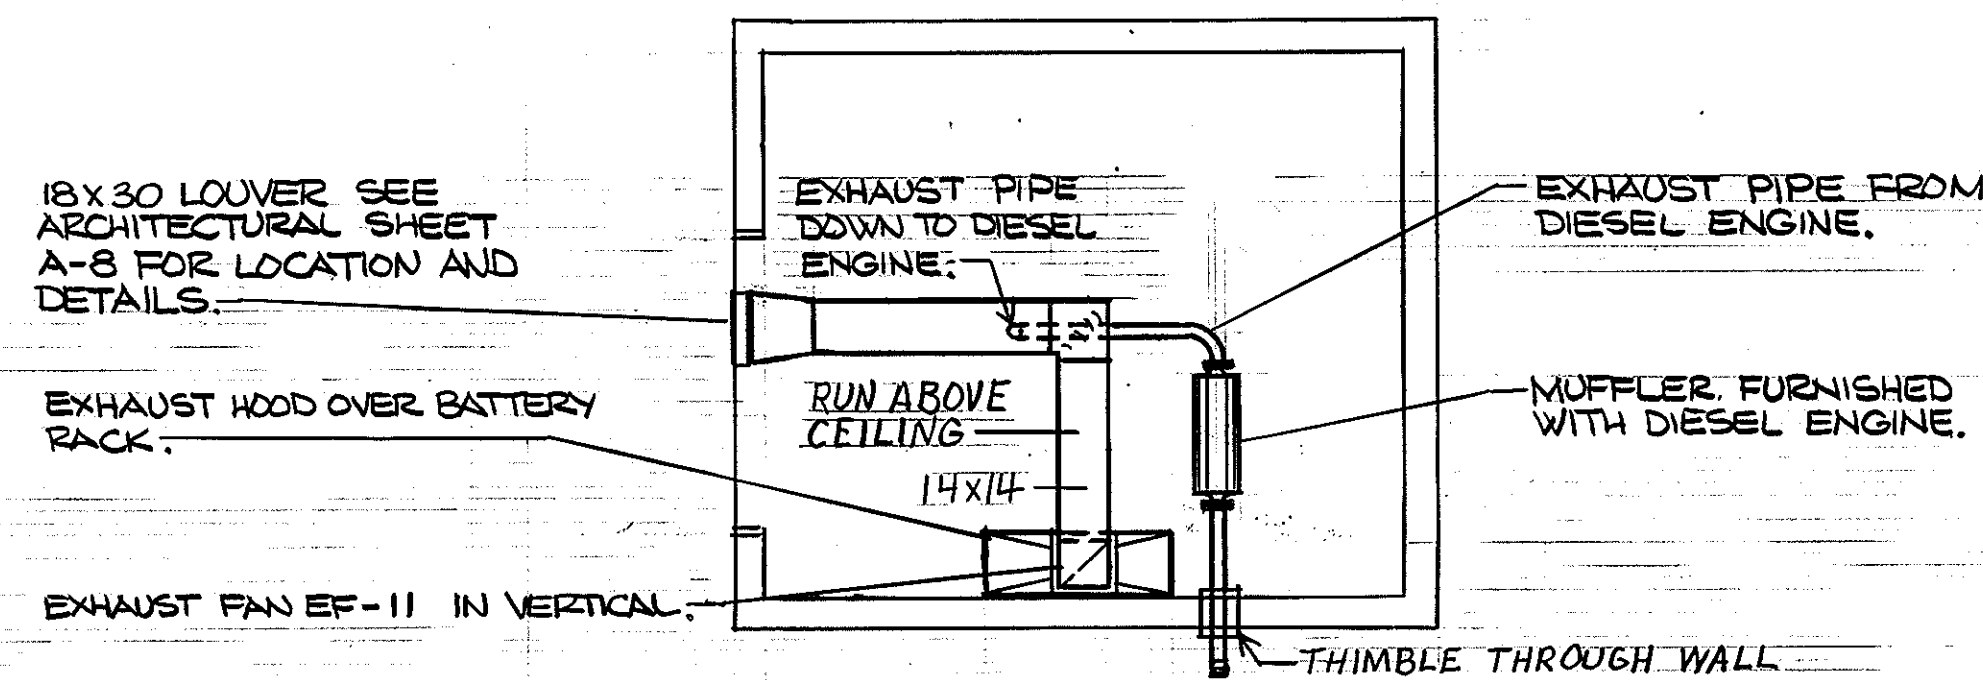 18X30 LOUVER SEE
ARCHITECTURAL SHEET
A-8 FOR LOCATION AND
DETAILS.
EXHAUST PIPE
DOWN TO DIESEL
ENGINE.
EXHAUST PIPE FROM
DIESEL ENGINE.
EXHAUST HOOD OVER BATTERY
RACK.
RUN ABOVE
CEILING
14X14
MUFFLER. FURNISHED
WITH DIESEL ENGINE.
EXHAUST FAN EF-11 IN VERTICAL.
THIMBLE THROUGH WALL